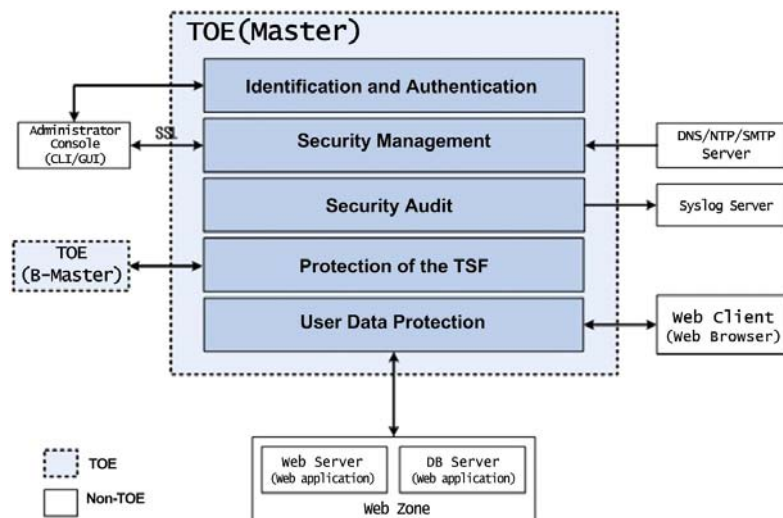 TOE(Master)
Identification and Authentication
Administrator
Console
(CLI/GUI)
SSL
Security Management
DNS/NTP/SMTP
Server
Security Audit
Syslog Server
TOE
(B-Master)
Protection of the TSF
User Data Protection
Web Client
(Web Browser)
Web Server
(Web application)
DB Server
(Web application)
Web Zone
TOE
Non-TOE